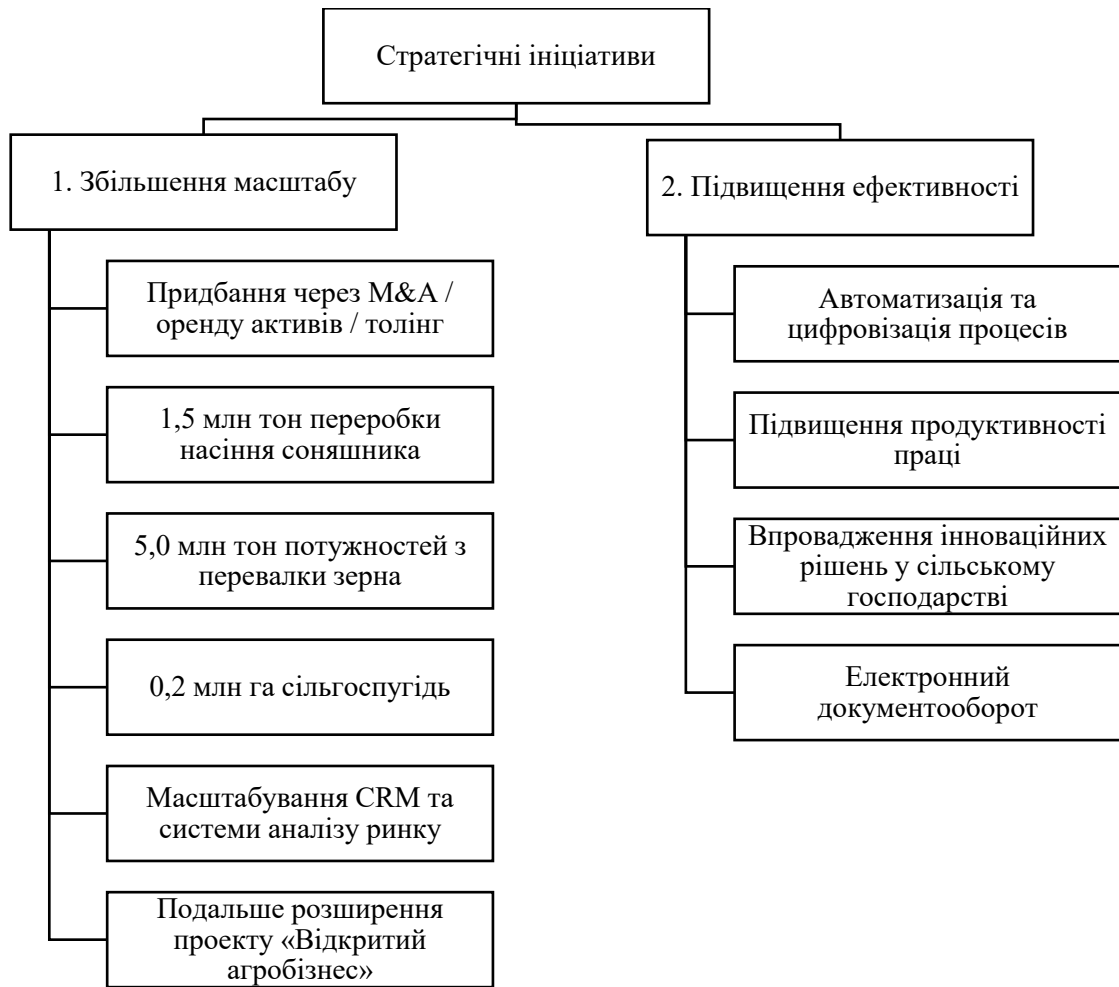 Стратегічні ініціативи
1. Збільшення масштабу
Придбання через M&A /
оренду активів / толінг
1,5 млн тон переробки
насіння соняшника
5,0 млн тон потужностей з
перевалки зерна
0,2 млн га сільгоспугідь
Масштабування CRM та
системи аналізу ринку
Подальше розширення
проекту «Відкритий
агробізнес»
2. Підвищення ефективності
Автоматизація та
цифровізація процесів
Підвищення продуктивності
праці
Впровадження інноваційних
рішень у сільському
господарстві
Електронний
документооборот